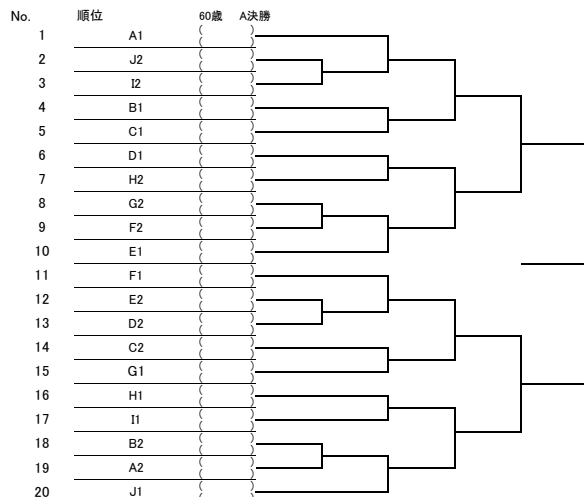 No. 順位 60歳 A決勝
1 A1 ( )
2 J2 ( )
3 I2 ( )
4 B1 ( )
5 C1 ( )
6 D1 ( )
7 H2 ( )
8 G2 ( )
9 F2 ( )
10 E1 ( )
11 F1 ( )
12 E2 ( )
13 D2 ( )
14 C2 ( )
15 G1 ( )
16 H1 ( )
17 I1 ( )
18 B2 ( )
19 A2 ( )
20 J1 ( )